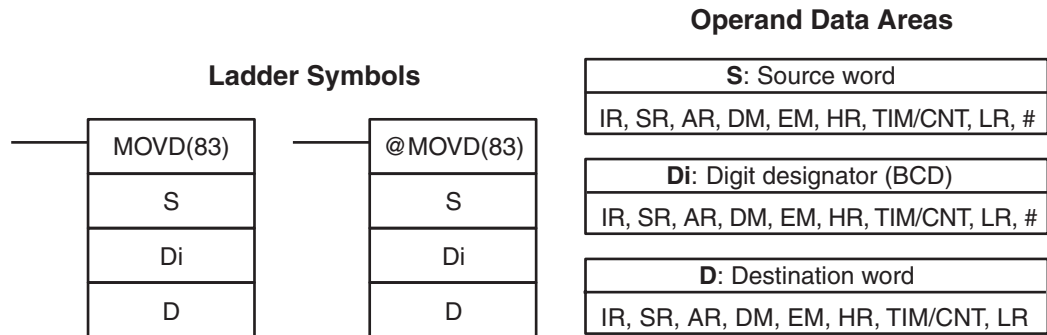 Operand Data Areas
Ladder Symbols
MOVD(83)
S
Di
D
@MOVD(83)
S
Di
D
S: Source word
IR, SR, AR, DM, EM, HR, TIM/CNT, LR, #
Di: Digit designator (BCD)
IR, SR, AR, DM, EM, HR, TIM/CNT, LR, #
D: Destination word
IR, SR, AR, DM, EM, HR, TIM/CNT, LR